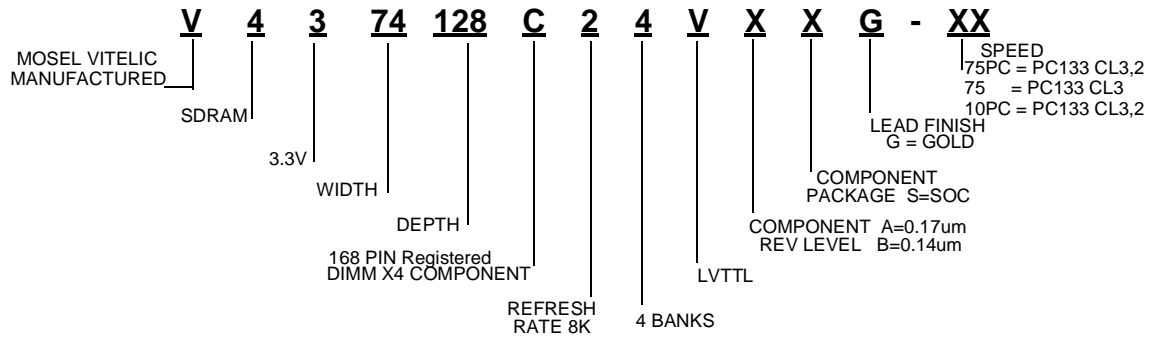 V 4 3 74 128 C 2 4 V X X G - XX
MOSEL VITELIC
MANUFACTURED
SDRAM
3.3V
WIDTH
DEPTH
168 PIN Registered
DIMM X4 COMPONENT
REFRESH
RATE 8K
4 BANKS
LVTTL
COMPONENT A=0.17um
REV LEVEL B=0.14um
COMPONENT
PACKAGE S=SOC
LEAD FINISH
G = GOLD
SPEED
75PC = PC133 CL3,2
75 = PC133 CL3
10PC = PC133 CL3,2